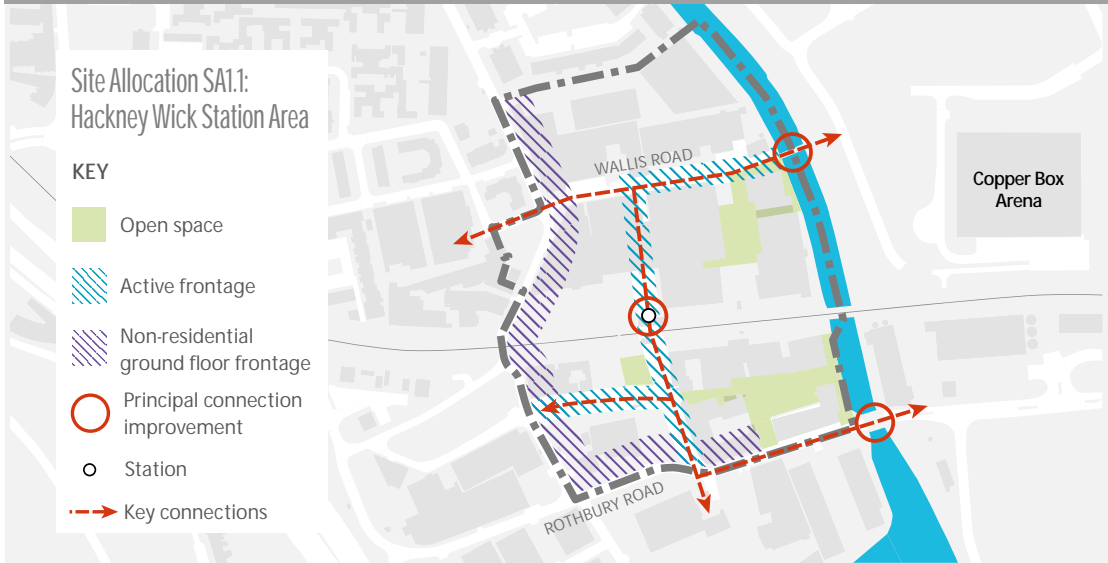 Site Allocation SA1.1:
Hackney Wick Station Area
KEY
Open space
Active frontage
Non-residential
ground floor frontage
Principal connection
improvement
Station
Key connections
WALLIS ROAD
Copper Box
Arena
ROTHBURY ROAD